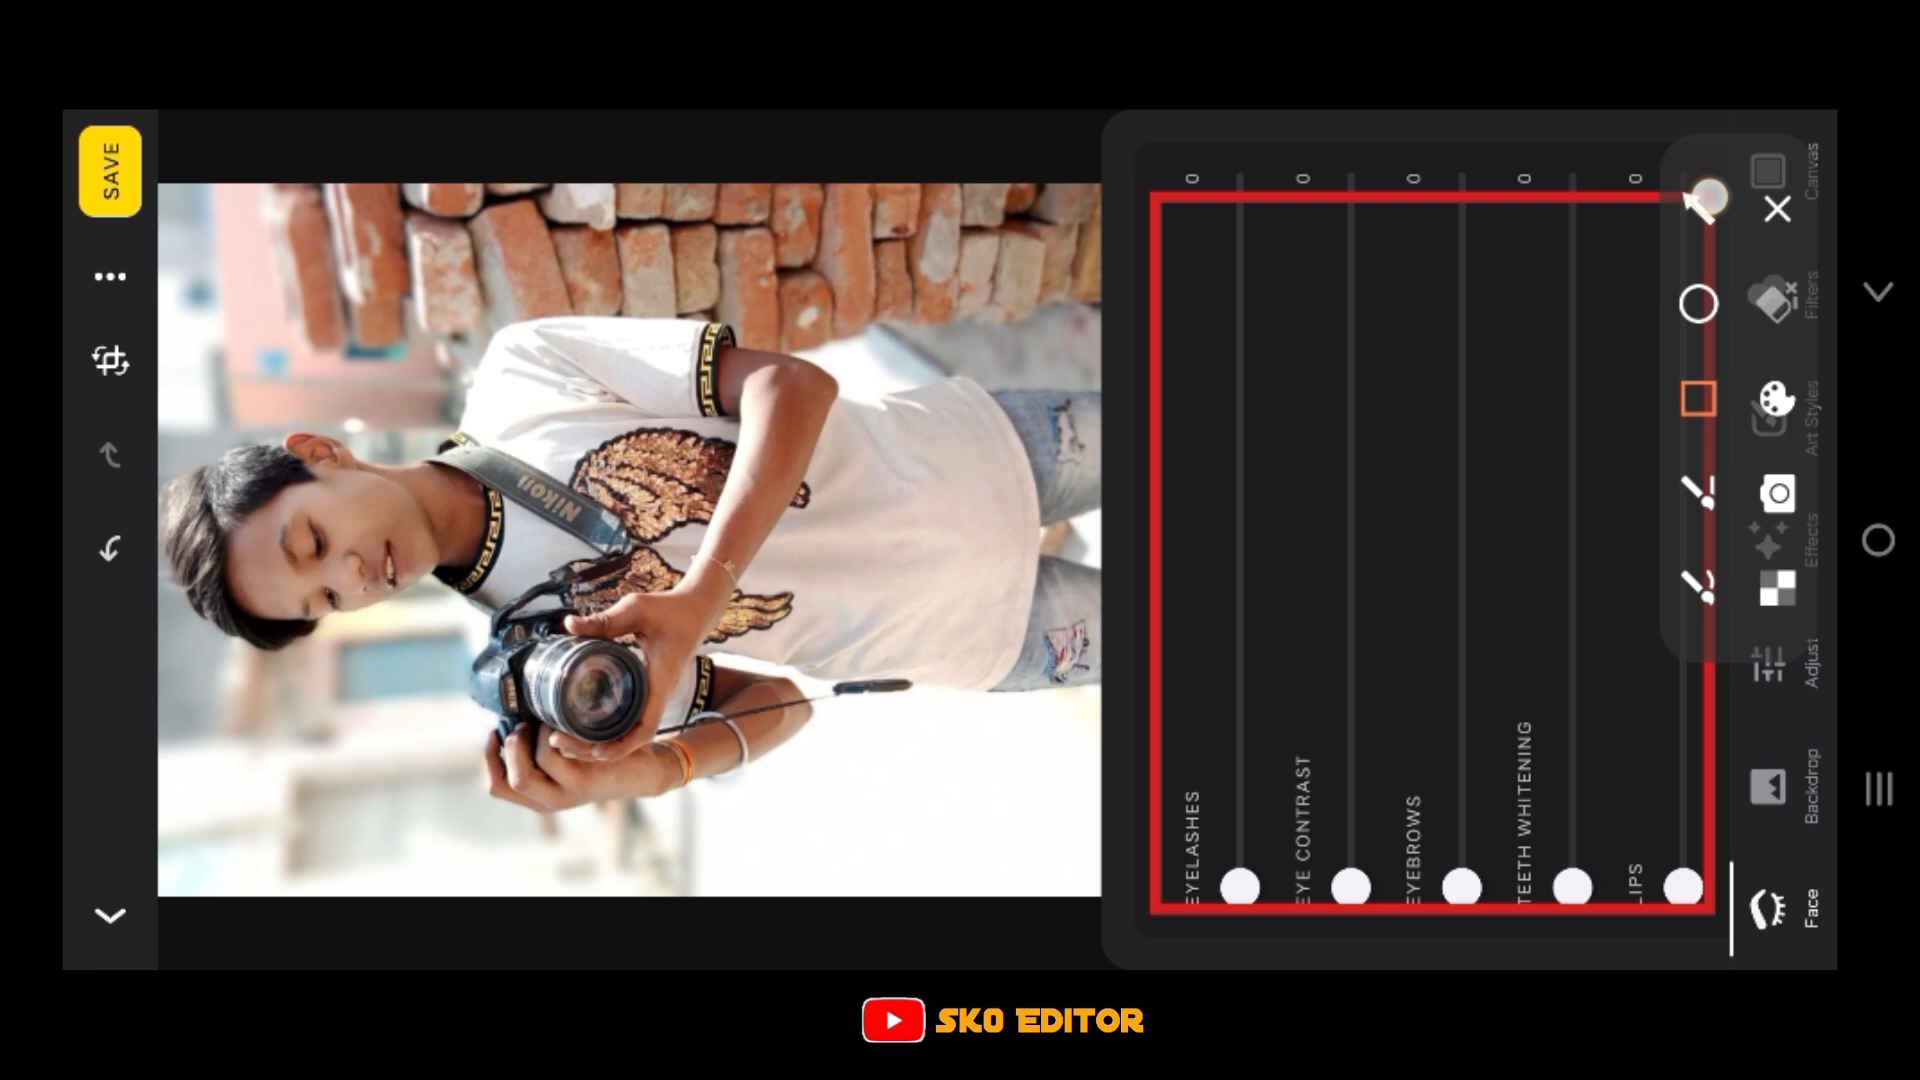 SAVE
Nikon
EYELASHES 0
EYE CONTRAST 0
EYEBROWS 0
TEETH WHITENING 0
LIPS 0
Face
Backdrop
Adjust
Effects
Art Styles
Filters
Canvas
SK0 EDITOR